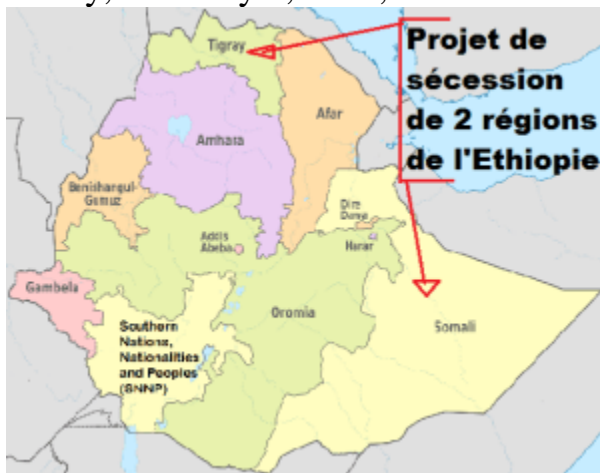 Projet de
sécession
de 2 régions
de l'Ethiopie
Tigray
Afar
Amhara
Benishangul-
Gumuz
Dire
Dawa
Addis
Abeba
Harar
Gambela
Oromia
Somali
Southern
Nations,
Nationalities
and Peoples
(SNNP)